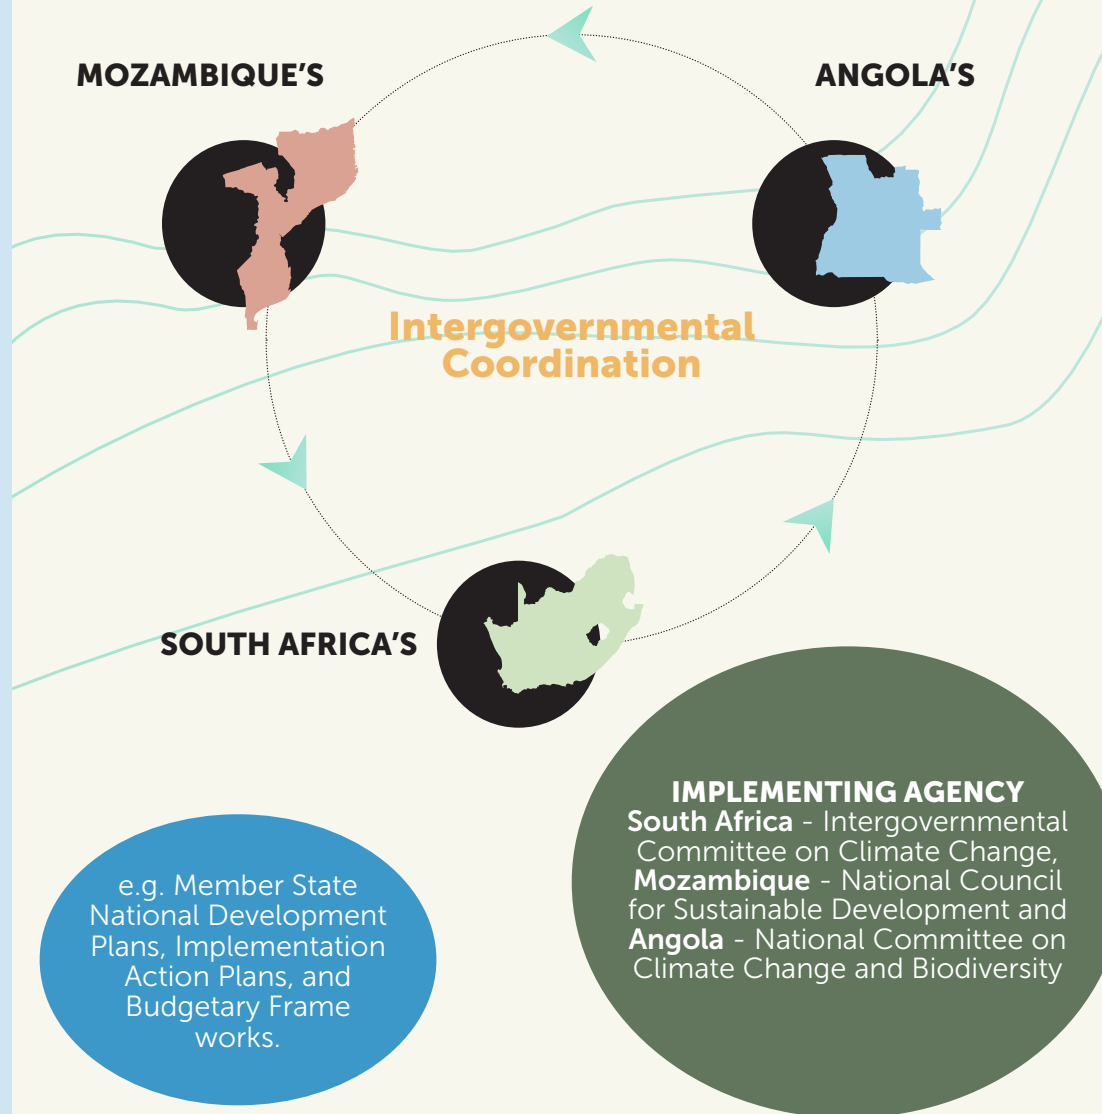 MOZAMBIQUE'S
ANGOLA'S
Intergovernmental
Coordination
SOUTH AFRICA'S
IMPLEMENTING AGENCY
South Africa - Intergovernmental
Committee on Climate Change,
Mozambique - National Council
for Sustainable Development and
Angola - National Committee on
Climate Change and Biodiversity
e.g. Member State
National Development
Plans, Implementation
Action Plans, and
Budgetary Frame
works.